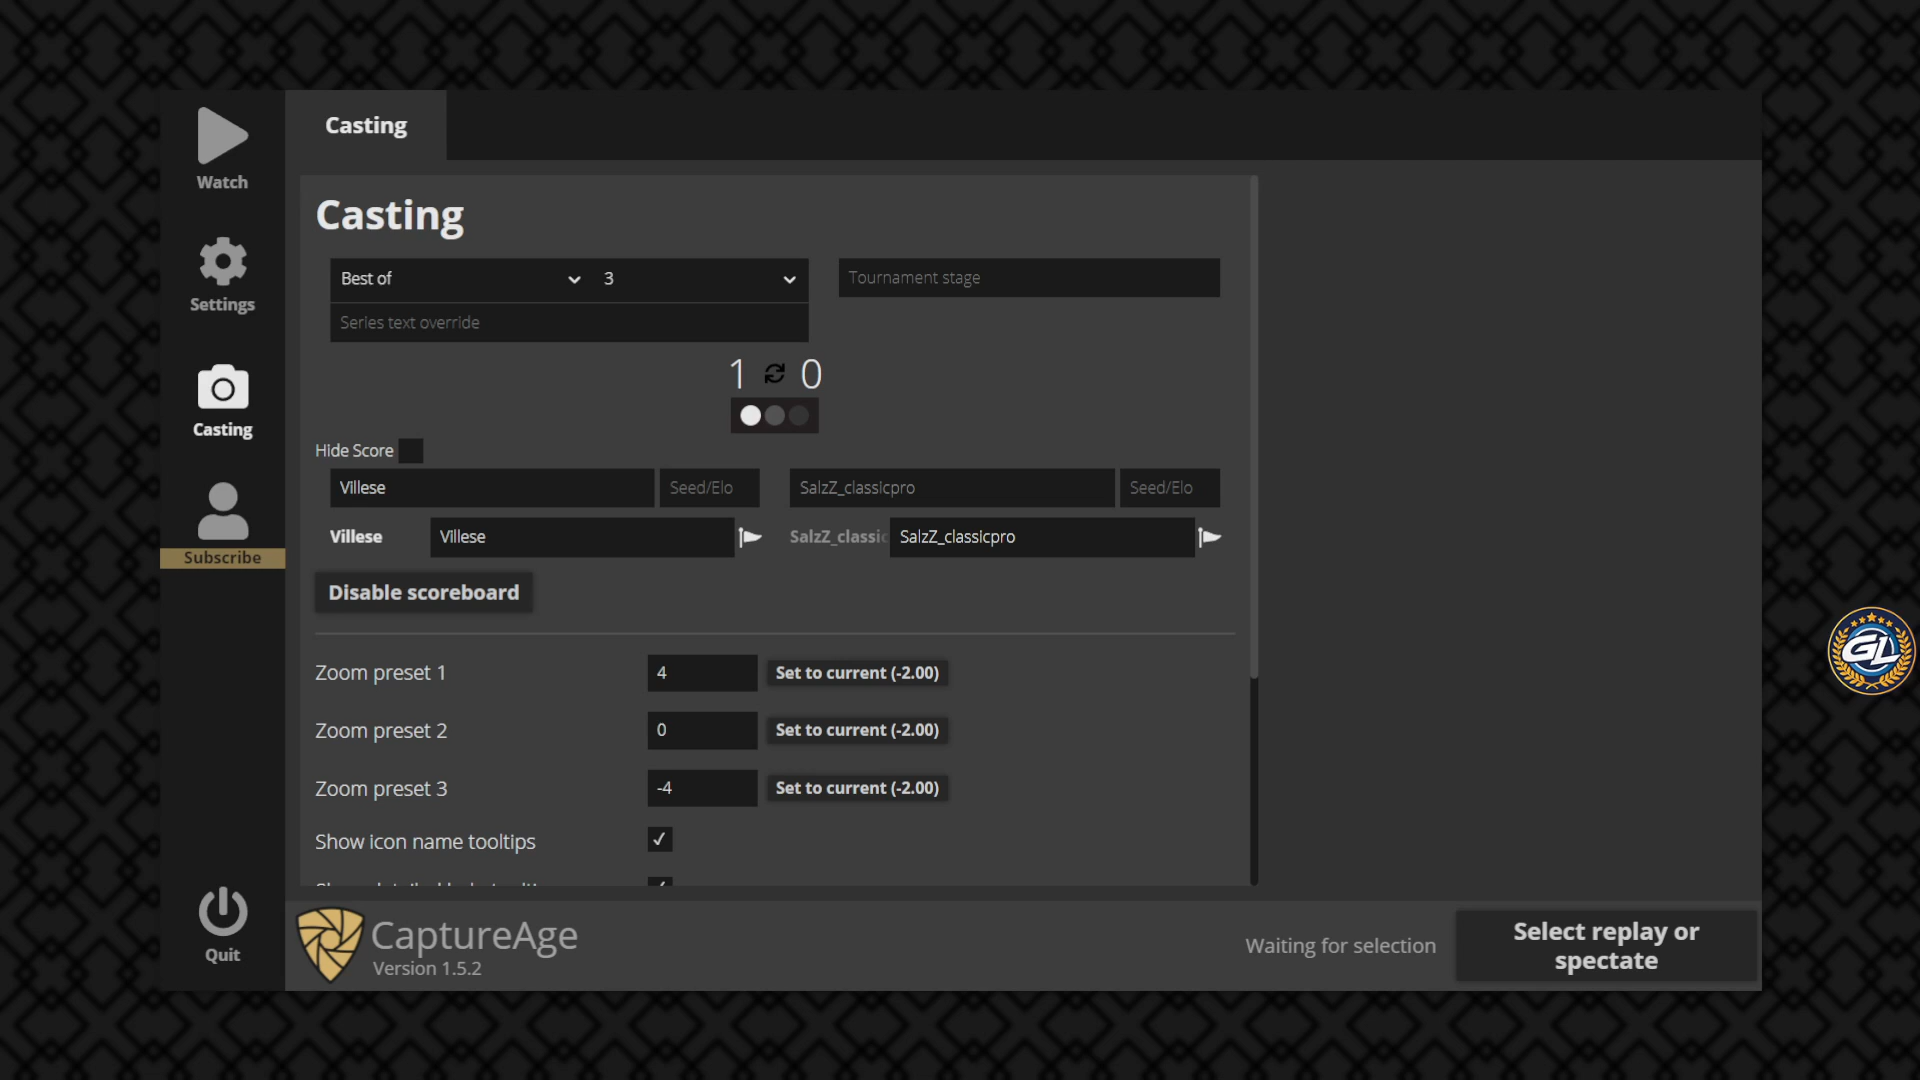 Casting
Watch
Casting
Settings
Best of
3
Tournament stage
Series text override
1 0
Casting
Hide Score
Villese
Seed/Elo
SalzZ_classicpro
Seed/Elo
Villese
Villese
SalzZ_classic
SalzZ_classicpro
Subscribe
Disable scoreboard
GL
Zoom preset 1
4
Set to current (-2.00)
Zoom preset 2
0
Set to current (-2.00)
Zoom preset 3
-4
Set to current (-2.00)
Show icon name tooltips
Quit
CaptureAge
Version 1.5.2
Waiting for selection
Select replay or
spectate